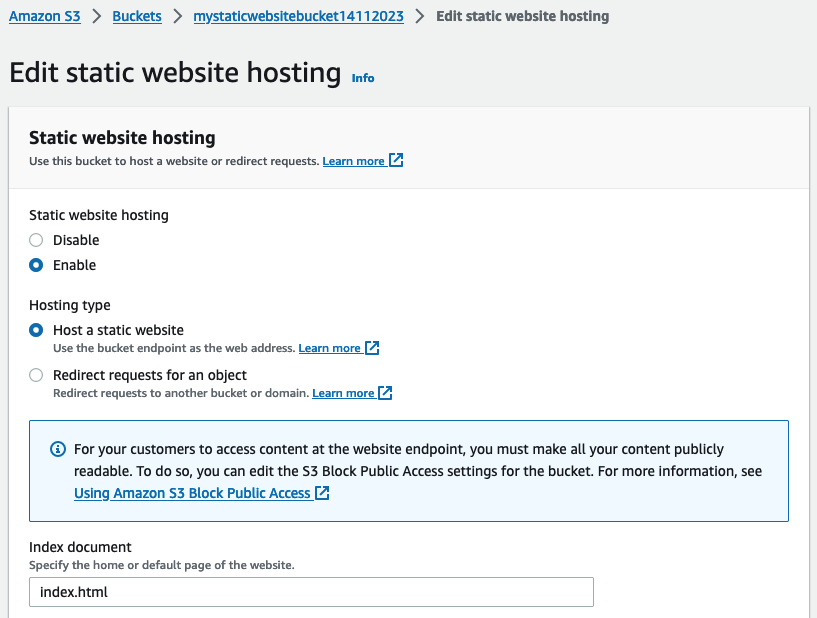 Amazon S3 > Buckets > mystaticwebsitebucket14112023 > Edit static website hosting
Edit static website hosting Info
Static website hosting
Use this bucket to host a website or redirect requests. Learn more
Static website hosting
Disable
Enable
Hosting type
Host a static website
Use the bucket endpoint as the web address. Learn more
Redirect requests for an object
Redirect requests to another bucket or domain. Learn more
For your customers to access content at the website endpoint, you must make all your content publicly
readable. To do so, you can edit the S3 Block Public Access settings for the bucket. For more information, see
Using Amazon S3 Block Public Access
Index document
Specify the home or default page of the website.
index.html